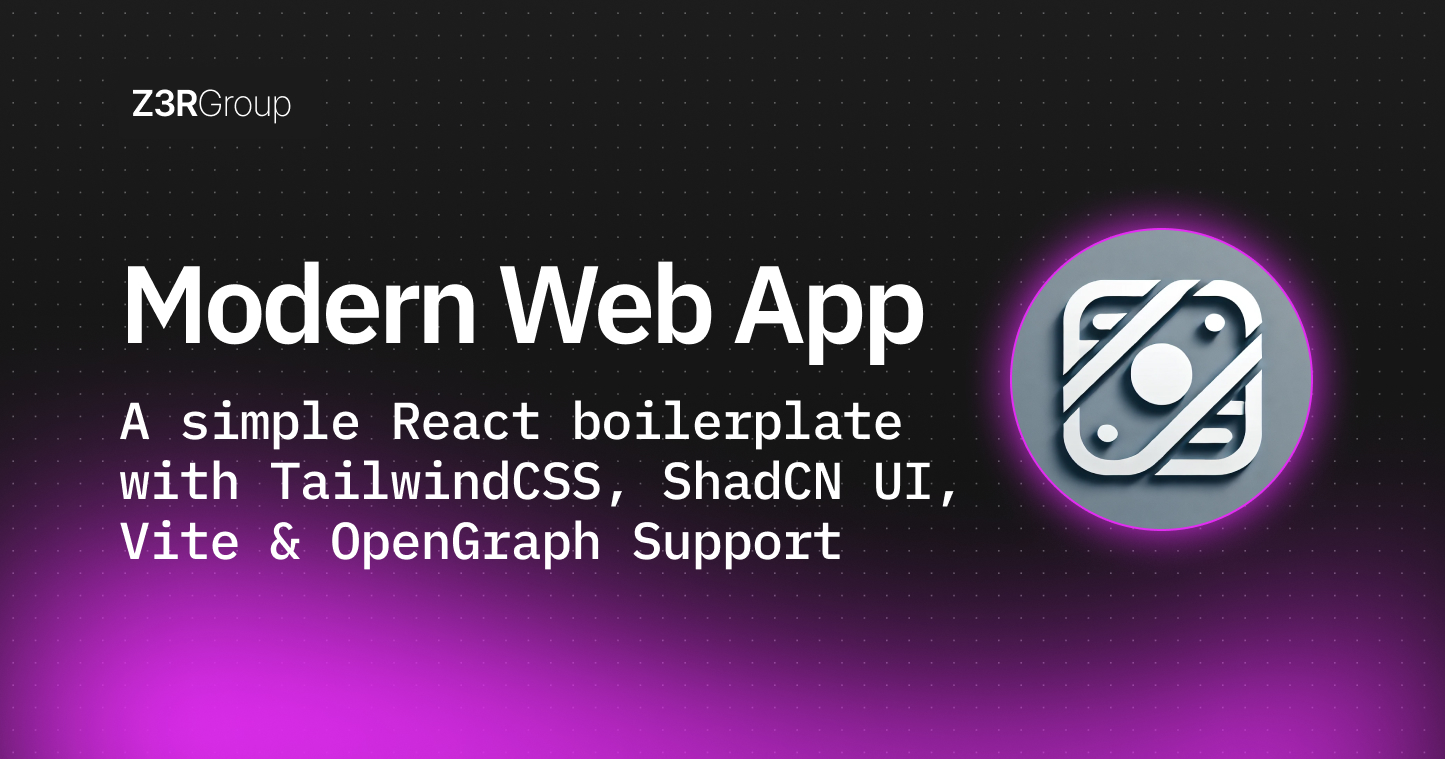 Z3RGroup
Modern Web App
A simple React boilerplate
with TailwindCSS, ShadCN UI,
Vite & OpenGraph Support